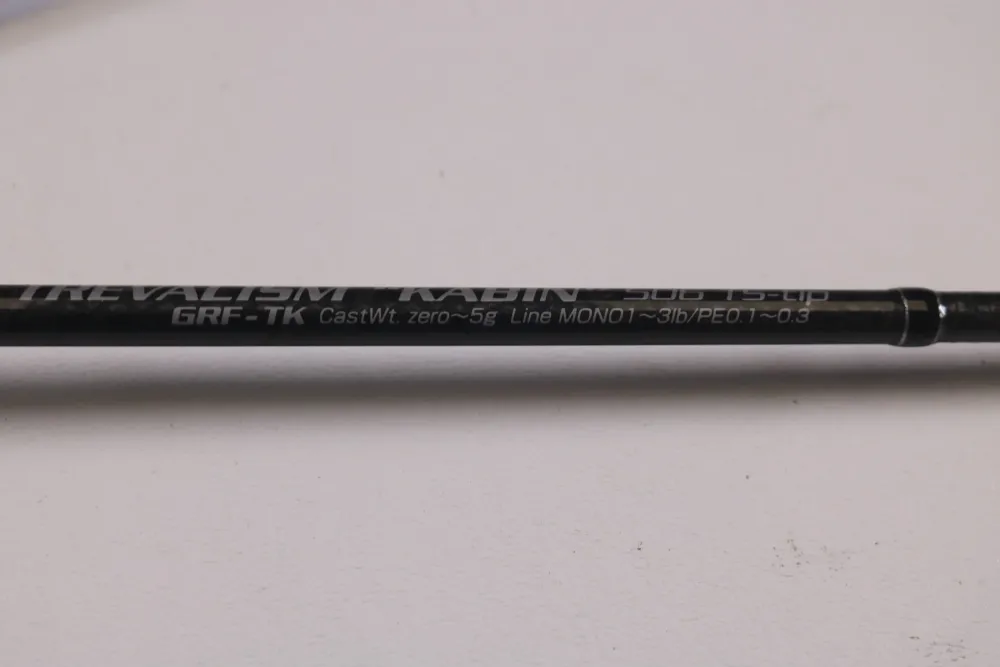 TREVALISM "KABIN" 506 TS-tip
GRF-TK CastWt. zero~5g Line MONO1~3lb/PE0.1~0.3